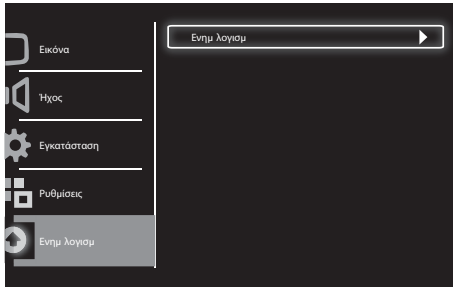 Εικόνα
Ήχος
Εγκατάσταση
Ρυθμίσεις
Ενημ λογισμ
Ενημ λογισμ